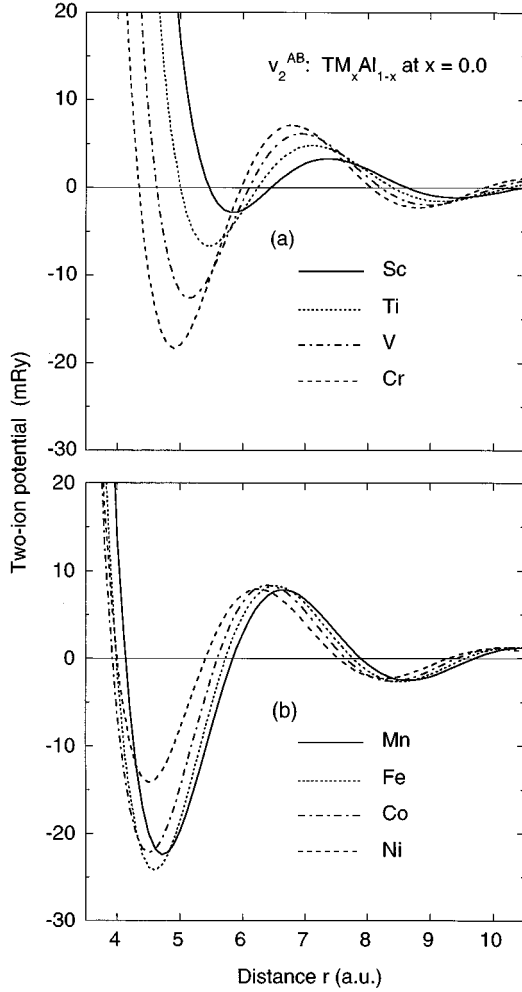 v₂ᴬᴮ: TMₓAl₁₋ₓ at x = 0.0
20
10
0
-10
-20
-30
(a)
Sc
Ti
V
Cr
Two-ion potential (mRy)
20
10
0
-10
-20
-30
(b)
Mn
Fe
Co
Ni
4 5 6 7 8 9 10
Distance r (a.u.)